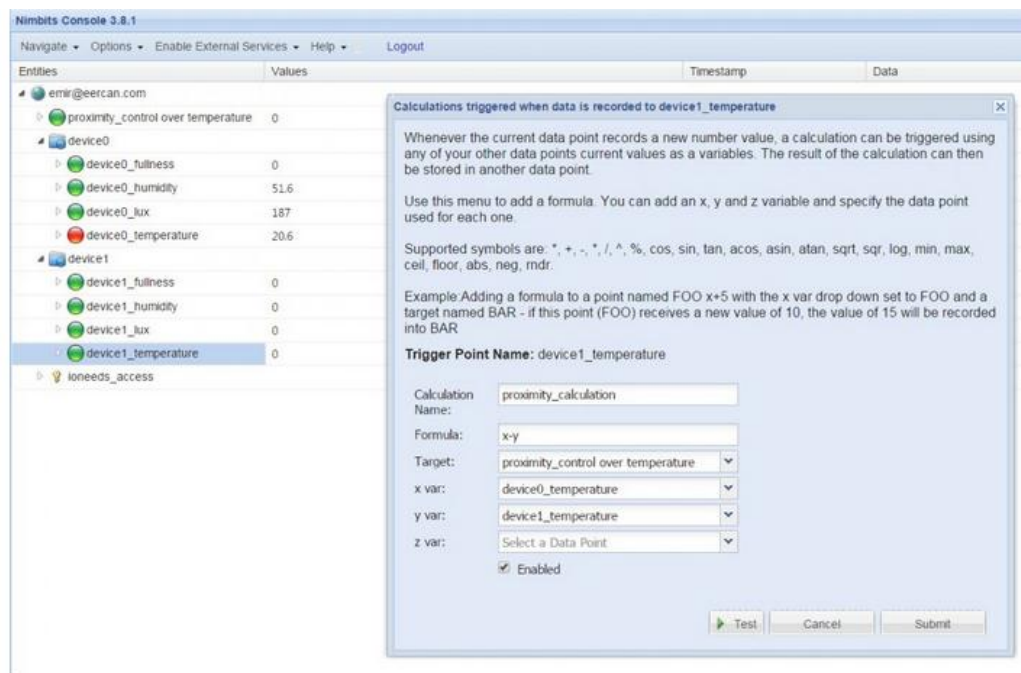 Nimbits Console 3.8.1
Navigate Options Enable External Services Help Logout
Entities Values Timestamp Data
emir@eercan.com
proximity_control over temperature 0
device0
device0_fullness 0
device0_humidity 51.6
device0_lux 187
device0_temperature 20.6
device1
device1_fullness 0
device1_humidity 0
device1_lux 0
device1_temperature 0
ioneeds_access
Calculations triggered when data is recorded to device1_temperature
Whenever the current data point records a new number value, a calculation can be triggered using
any of your other data points current values as a variables. The result of the calculation can then
be stored in another data point.
Use this menu to add a formula. You can add an x, y and z variable and specify the data point
used for each one.
Supported symbols are: *, +, -, *, /, ^, %, cos, sin, tan, acos, asin, atan, sqrt, sqr, log, min, max,
ceil, floor, abs, neg, rndr.
Example:Adding a formula to a point named FOO x+5 with the x var drop down set to FOO and a
target named BAR - if this point (FOO) receives a new value of 10, the value of 15 will be recorded
into BAR
Trigger Point Name: device1_temperature
Calculation
Name: proximity_calculation
Formula: x-y
Target: proximity_control over temperature
x var: device0_temperature
y var: device1_temperature
z var: Select a Data Point
Enabled
Test Cancel Submit